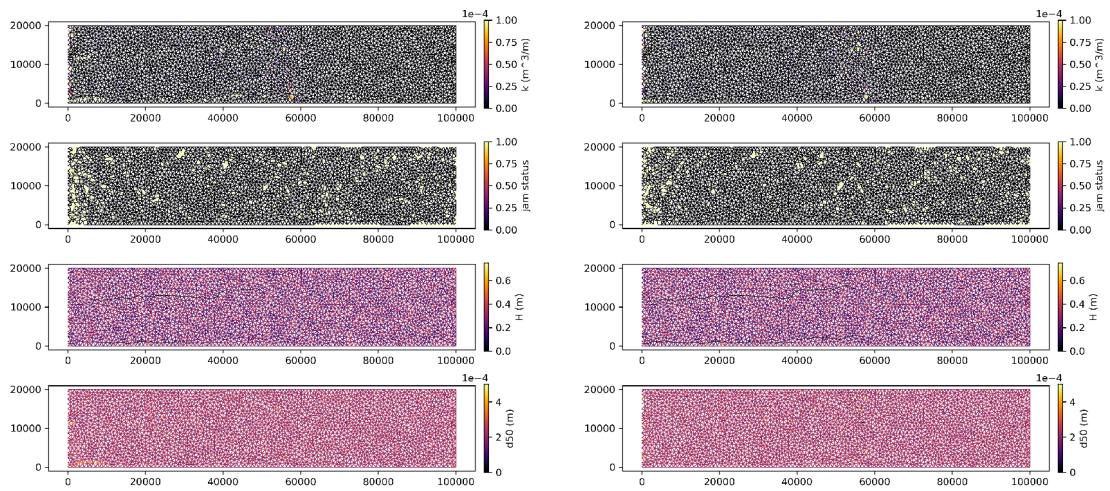 1e−4 1e−4
20000 1.00 20000 1.00
0.75 0.75
10000 0.50 k (m^3/m) 10000 0.50 k (m^3/m)
0.25 0.25
0 0.00 0 0.00
0 20000 40000 60000 80000 100000 0 20000 40000 60000 80000 100000
20000 1.00 20000 1.00
0.75 0.75
10000 0.50 jam status 10000 0.50 jam status
0.25 0.25
0 0.00 0 0.00
0 20000 40000 60000 80000 100000 0 20000 40000 60000 80000 100000
20000 20000
0.6 0.6
10000 0.4 H (m) 10000 0.4 H (m)
0.2 0.2
0 0.0 0 0.0
0 20000 40000 60000 80000 100000 0 20000 40000 60000 80000 100000
1e−4 1e−4
20000 20000
4 4
10000 2 d50 (m) 10000 2 d50 (m)
0 0 0 0
0 20000 40000 60000 80000 100000 0 20000 40000 60000 80000 100000